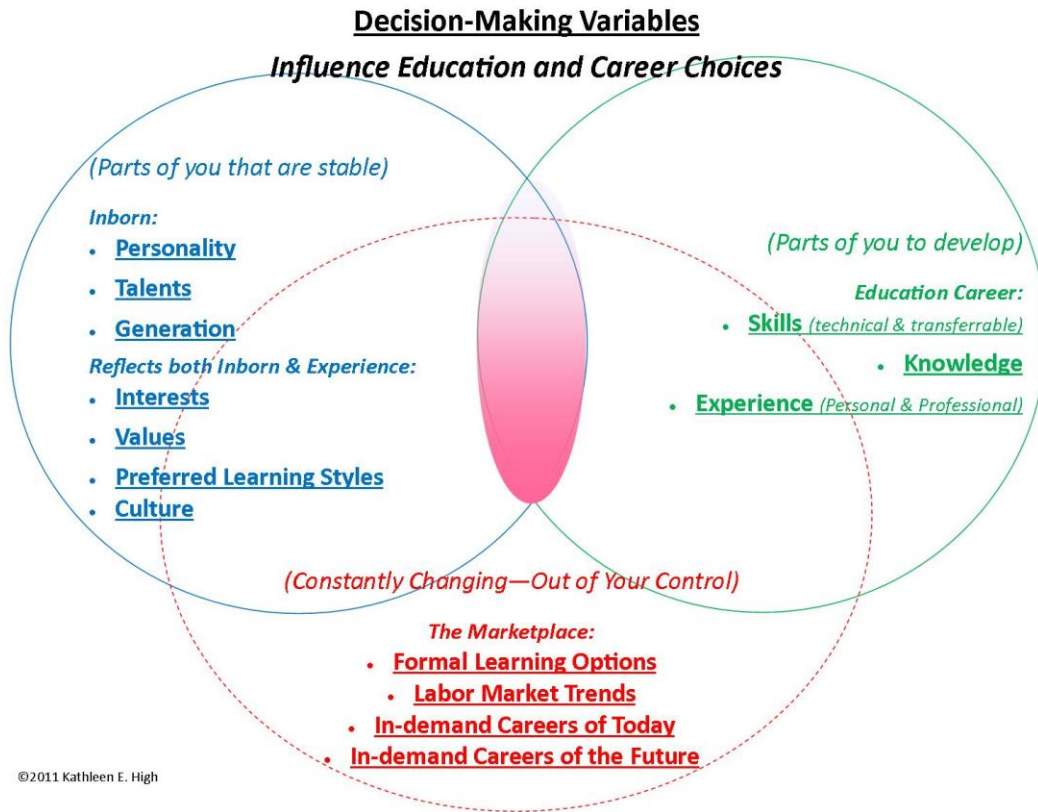 Decision-Making Variables
Influence Education and Career Choices
(Parts of you that are stable)
Inborn:
• Personality
• Talents
• Generation
Reflects both Inborn & Experience:
• Interests
• Values
• Preferred Learning Styles
• Culture
(Parts of you to develop)
Education Career:
• Skills (technical & transferrable)
• Knowledge
• Experience (Personal & Professional)
(Constantly Changing—Out of Your Control)
The Marketplace:
• Formal Learning Options
• Labor Market Trends
• In-demand Careers of Today
• In-demand Careers of the Future
©2011 Kathleen E. High